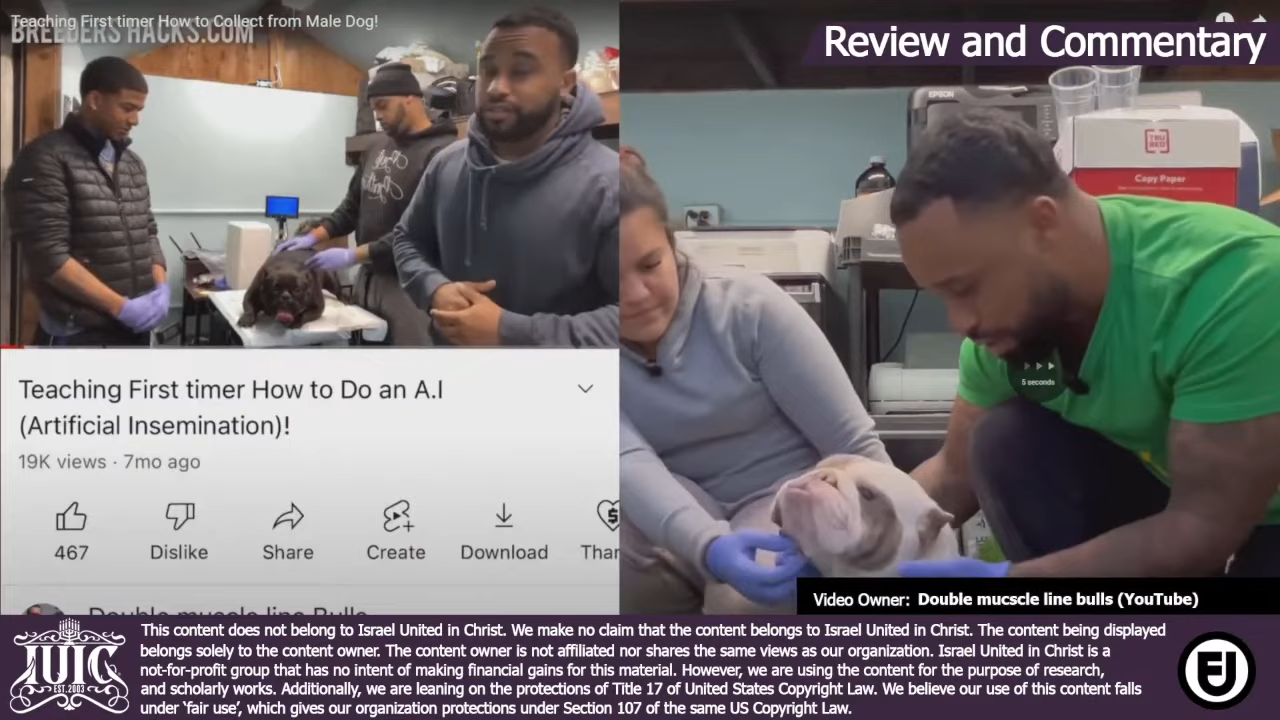 Teaching First timer How to Collect from Male Dog!
BREEDERS HACKS.COM
Review and Commentary
EPSON
TRU RED
Copy Paper
5 seconds
Teaching First timer How to Do an A.I
(Artificial Insemination)!
19K views · 7mo ago
467
Dislike
Share
Create
Download
Than
Double mucscle line Bulls
Video Owner: Double mucscle line bulls (YouTube)
IUIC
EST.2003
This content does not belong to Israel United in Christ. We make no claim that the content belongs to Israel United in Christ. The content being displayed
belongs solely to the content owner. The content owner is not affiliated nor shares the same views as our organization. Israel United in Christ is a
not-for-profit group that has no intent of making financial gains for this material. However, we are using the content for the purpose of research,
and scholarly works. Additionally, we are leaning on the protections of Title 17 of United States Copyright Law. We believe our use of this content falls
under ‘fair use’, which gives our organization protections under Section 107 of the same US Copyright Law.